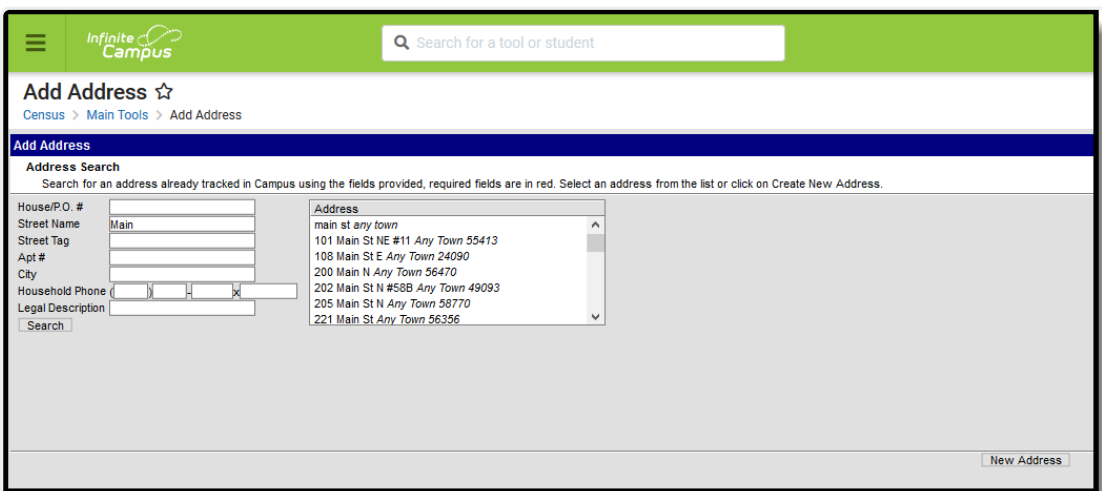 Infinite
Campus
Search for a tool or student
Add Address
Census > Main Tools > Add Address
Add Address
Address Search
Search for an address already tracked in Campus using the fields provided, required fields are in red. Select an address from the list or click on Create New Address.
House/P.O. #
Street Name Main
Street Tag
Apt #
City
Household Phone ( ) - x
Legal Description
Search
Address
main st any town
101 Main St NE #11 Any Town 55413
108 Main St E Any Town 24090
200 Main N Any Town 56470
202 Main St N #58B Any Town 49093
205 Main St N Any Town 58770
221 Main St Any Town 56356
New Address